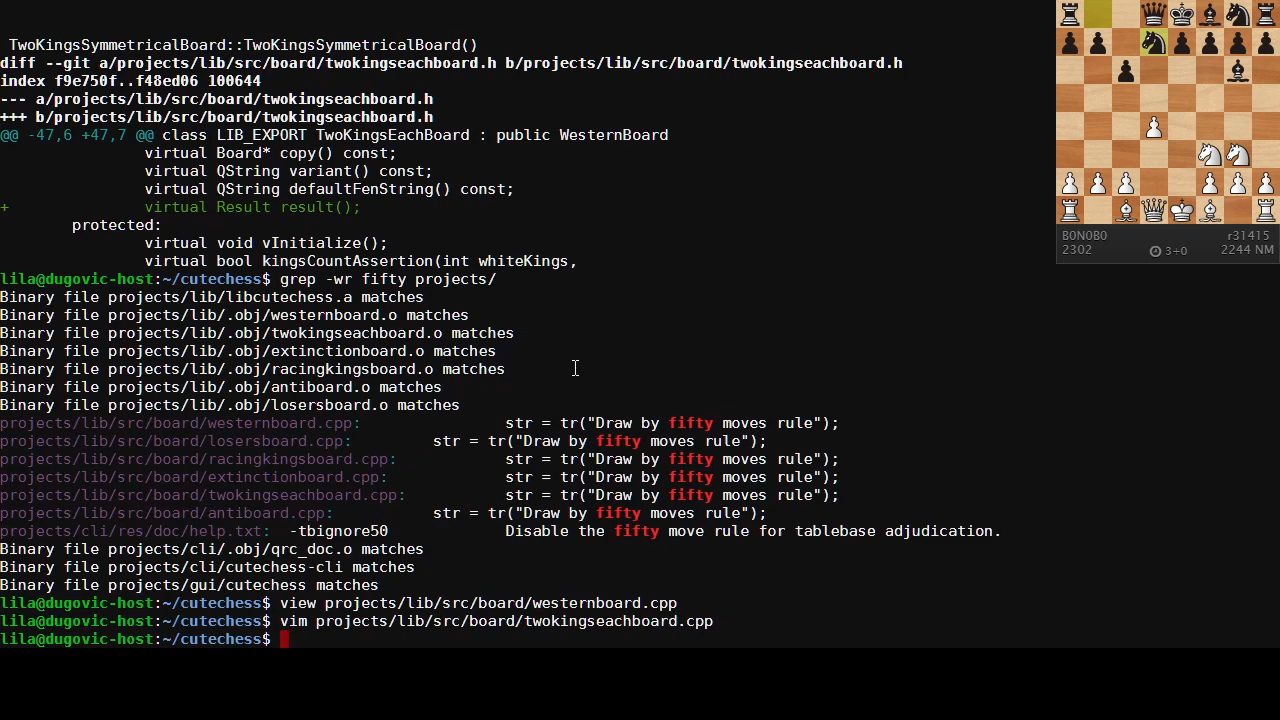 TwoKingsSymmetricalBoard::TwoKingsSymmetricalBoard()
diff --git a/projects/lib/src/board/twokingseachboard.h b/projects/lib/src/board/twokingseachboard.h
index f9e750f..f48ed06 100644
--- a/projects/lib/src/board/twokingseachboard.h
+++ b/projects/lib/src/board/twokingseachboard.h
@@ -47,6 +47,7 @@ class LIB_EXPORT TwoKingsEachBoard : public WesternBoard
virtual Board* copy() const;
virtual QString variant() const;
virtual QString defaultFenString() const;
+ virtual Result result();
protected:
virtual void vInitialize();
virtual bool kingsCountAssertion(int whiteKings,
lila@dugovic-host:~/cutechess$ grep -wr fifty projects/
Binary file projects/lib/libcutechess.a matches
Binary file projects/lib/.obj/westernboard.o matches
Binary file projects/lib/.obj/twokingseachboard.o matches
Binary file projects/lib/.obj/extinctionboard.o matches
Binary file projects/lib/.obj/racingkingsboard.o matches
Binary file projects/lib/.obj/antiboard.o matches
Binary file projects/lib/.obj/losersboard.o matches
projects/lib/src/board/westernboard.cpp: str = tr("Draw by fifty moves rule");
projects/lib/src/board/losersboard.cpp: str = tr("Draw by fifty moves rule");
projects/lib/src/board/racingkingsboard.cpp: str = tr("Draw by fifty moves rule");
projects/lib/src/board/extinctionboard.cpp: str = tr("Draw by fifty moves rule");
projects/lib/src/board/twokingseachboard.cpp: str = tr("Draw by fifty moves rule");
projects/lib/src/board/antiboard.cpp: str = tr("Draw by fifty moves rule");
projects/cli/res/doc/help.txt: -tbignore50 Disable the fifty move rule for tablebase adjudication.
Binary file projects/cli/.obj/qrc_doc.o matches
Binary file projects/cli/cutechess-cli matches
Binary file projects/gui/cutechess matches
lila@dugovic-host:~/cutechess$ view projects/lib/src/board/westernboard.cpp
lila@dugovic-host:~/cutechess$ vim projects/lib/src/board/twokingseachboard.cpp
lila@dugovic-host:~/cutechess$
B0N0B0 r31415
2302 3+0 2244 NM